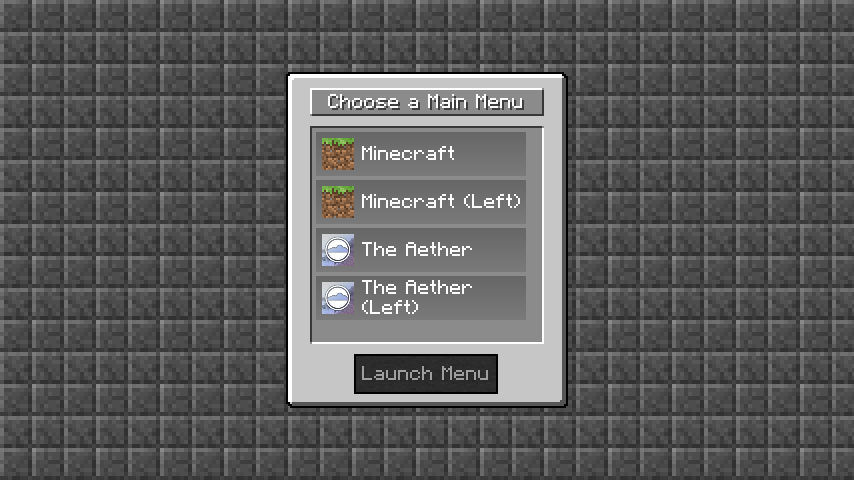 Choose a Main Menu
Minecraft
Minecraft (Left)
The Aether
The Aether
(Left)
Launch Menu